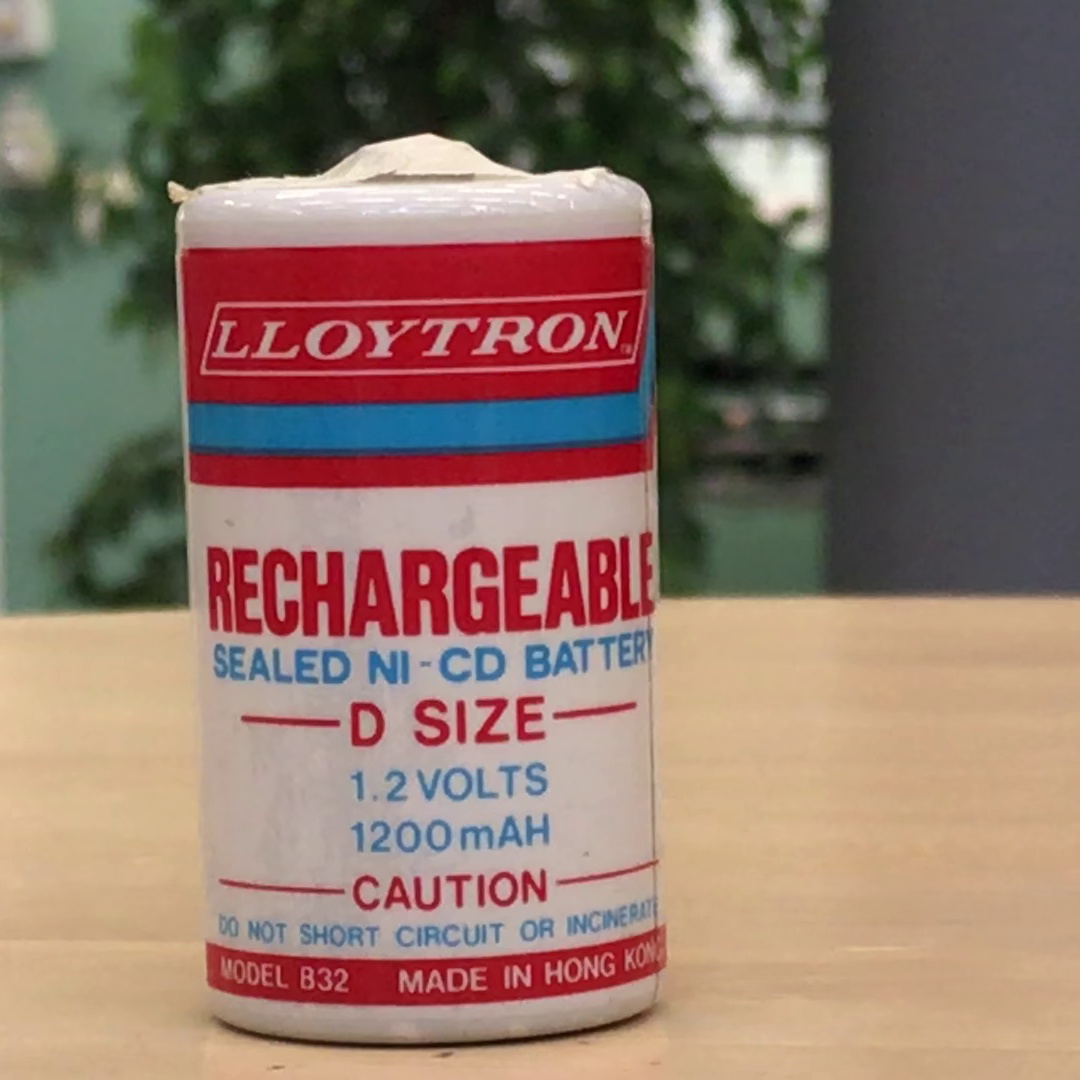 LLOYTRON™
RECHARGEABLE
SEALED NI-CD BATTERY
D SIZE
1.2 VOLTS
1200mAH
CAUTION
DO NOT SHORT CIRCUIT OR INCINERATE
MODEL B32 MADE IN HONG KONG